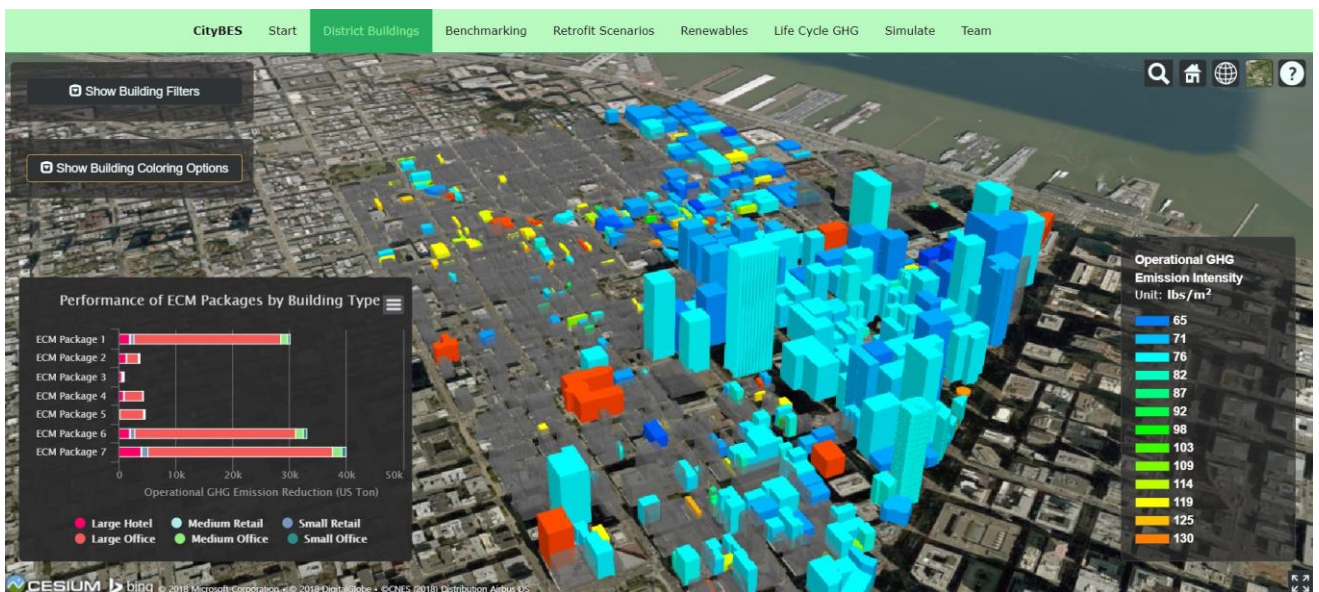 CityBES Start District Buildings Benchmarking Retrofit Scenarios Renewables Life Cycle GHG Simulate Team
Show Building Filters
Show Building Coloring Options
Performance of ECM Packages by Building Type
ECM Package 1
ECM Package 2
ECM Package 3
ECM Package 4
ECM Package 5
ECM Package 6
ECM Package 7
0 10k 20k 30k 40k 50k
Operational GHG Emission Reduction (US Ton)
Large Hotel Medium Retail Small Retail
Large Office Medium Office Small Office
Operational GHG
Emission Intensity
Unit: lbs/m²
65
71
76
82
87
92
98
103
109
114
119
125
130
CESIUM bing © 2018 Microsoft Corporation • © 2018 DigitalGlobe • ©CNES (2018) Distribution Airbus DS